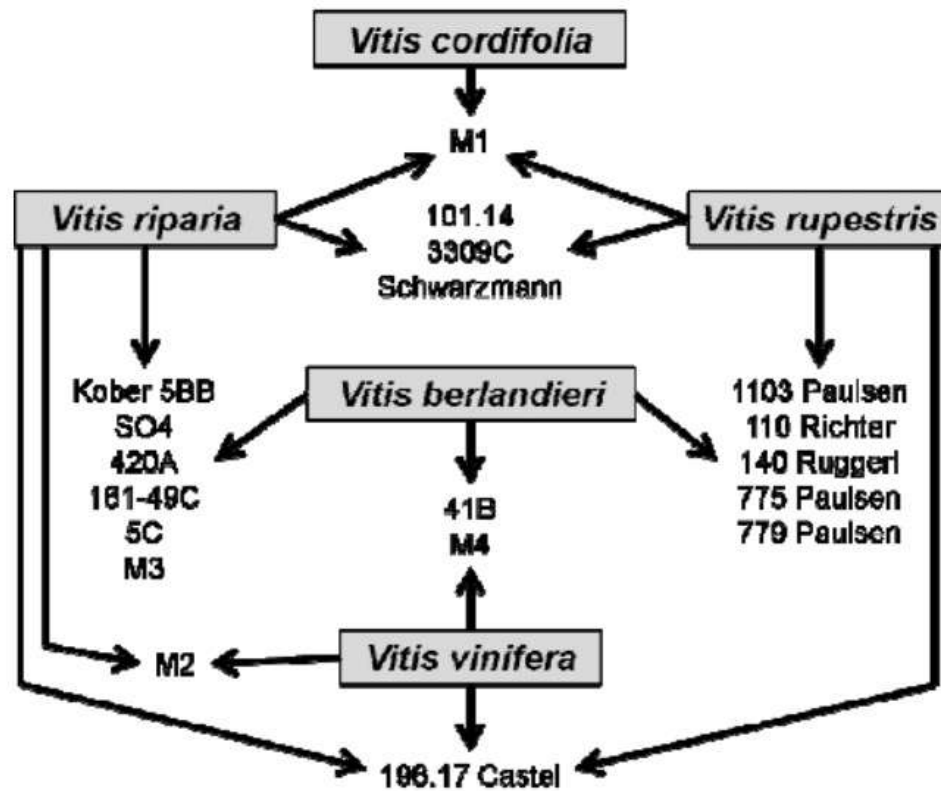 Vitis cordifolia
M1
Vitis riparia
101.14
3309C
Schwarzmann
Vitis rupestris
Kober 5BB
SO4
420A
161-49C
5C
M3
Vitis berlandieri
41B
M4
1103 Paulsen
110 Richter
140 Ruggeri
775 Paulsen
779 Paulsen
M2
Vitis vinifera
196.17 Castel